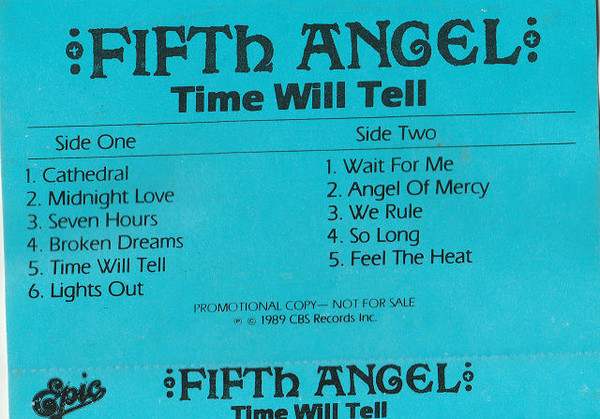 FIFTH ANGEL
Time Will Tell
Side One
1. Cathedral
2. Midnight Love
3. Seven Hours
4. Broken Dreams
5. Time Will Tell
6. Lights Out
Side Two
1. Wait For Me
2. Angel Of Mercy
3. We Rule
4. So Long
5. Feel The Heat
PROMOTIONAL COPY— NOT FOR SALE
℗ © 1989 CBS Records Inc.
Epic
FIFTH ANGEL
Time Will Tell